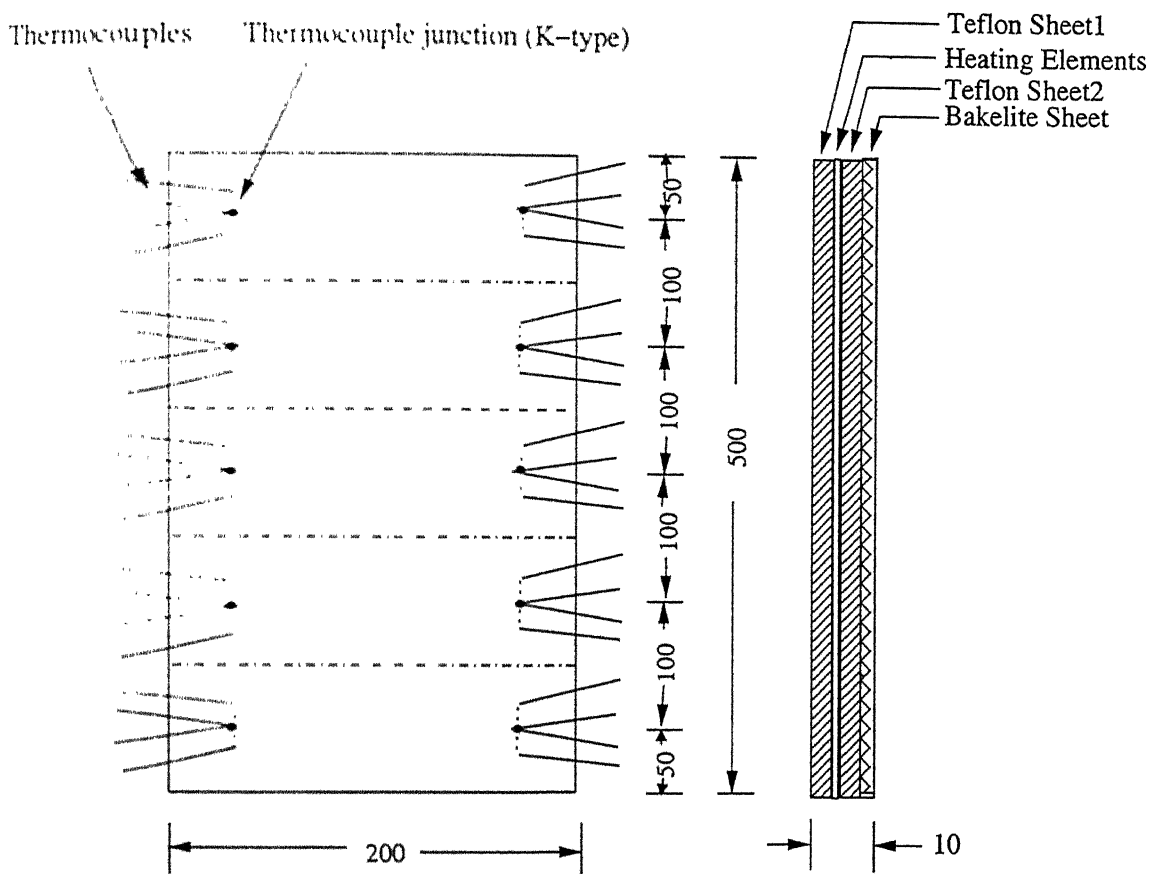 Thermocouples
Thermocouple junction (K-type)
Teflon Sheet1
Heating Elements
Teflon Sheet2
Bakelite Sheet
50
100
100
500
100
100
50
200
10